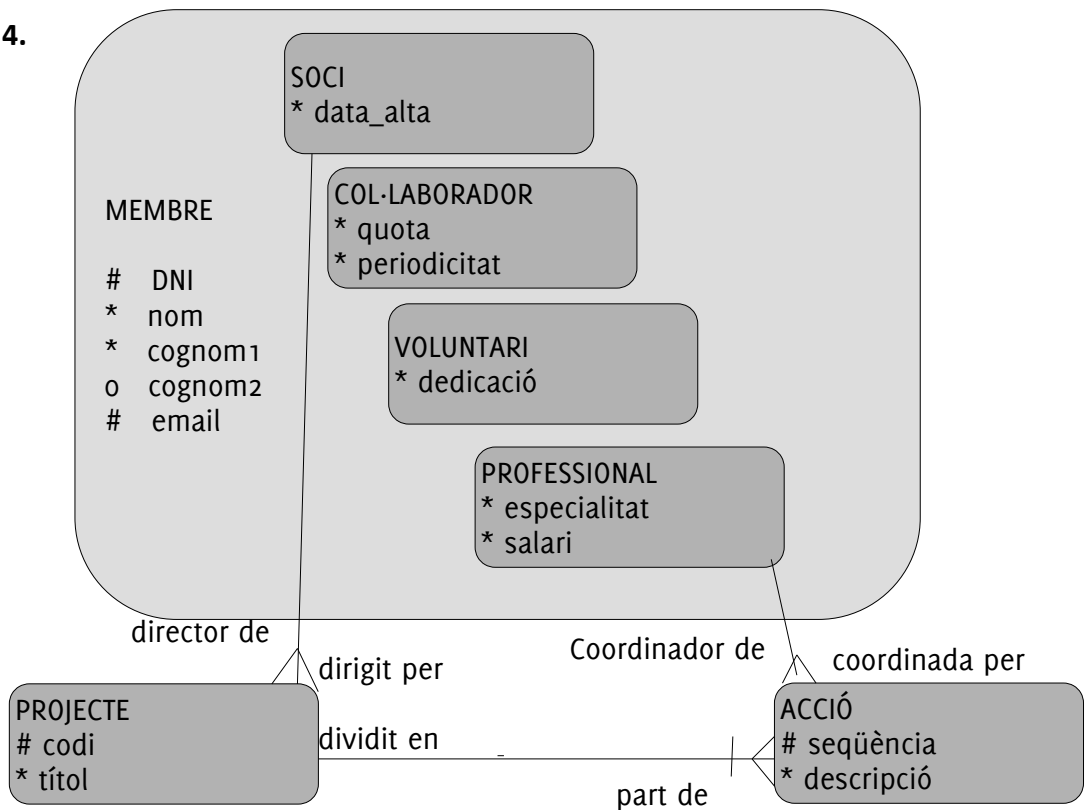 4.
SOCI
* data_alta
COL·LABORADOR
* quota
* periodicitat
MEMBRE
# DNI
* nom
* cognom1
o cognom2
# email
VOLUNTARI
* dedicació
PROFESSIONAL
* especialitat
* salari
director de
dirigit per
Coordinador de
coordinada per
PROJECTE
# codi
* títol
dividit en
part de
ACCIÓ
# seqüència
* descripció